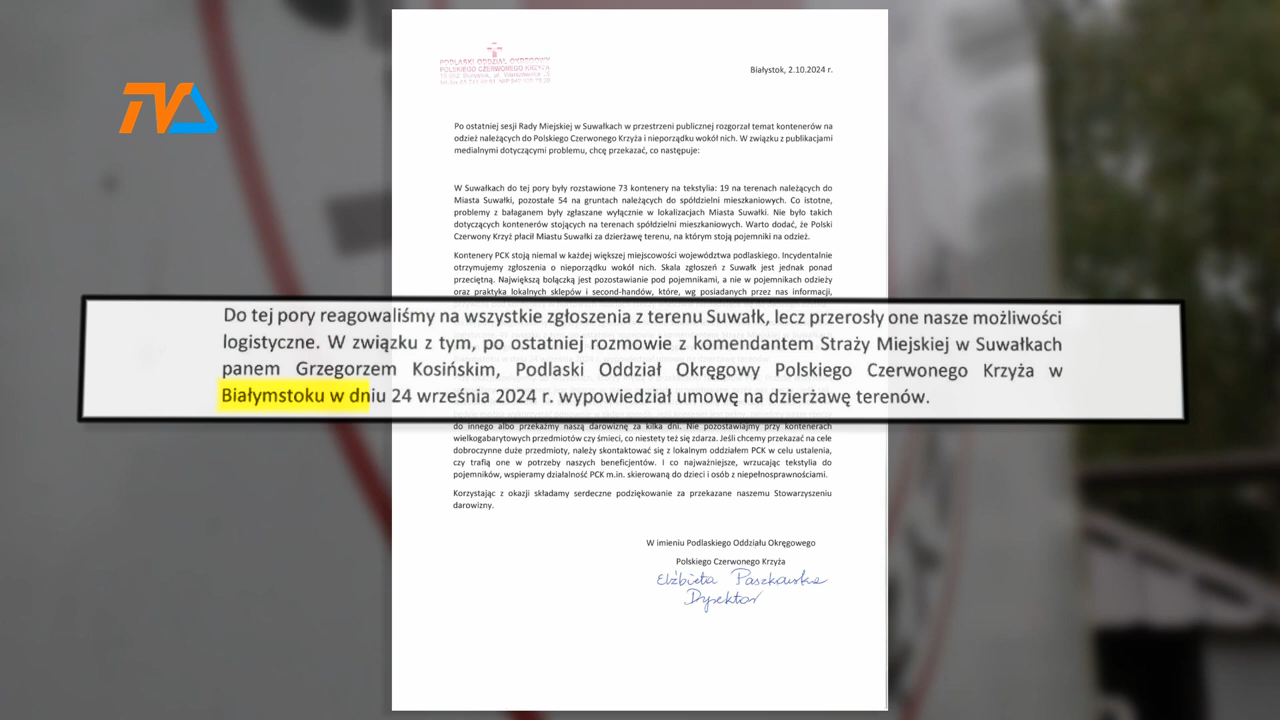 TVA
PODLASKI ODDZIAŁ OKRĘGOWY
POLSKIEGO CZERWONEGO KRZYŻA
Białystok, 2.10.2024 r.
Po ostatniej sesji Rady Miejskiej w Suwałkach w przestrzeni publicznej rozgorzał temat kontenerów na
odzież należących do Polskiego Czerwonego Krzyża i nieporządku wokół nich. W związku z publikacjami
medialnymi dotyczącymi problemu, chcę przekazać, co następuje:
W Suwałkach do tej pory były rozstawione 73 kontenery na tekstylia: 19 na terenach należących do
Miasta Suwałki, pozostałe 54 na gruntach należących do spółdzielni mieszkaniowych. Co istotne,
problemy z bałaganem były zgłaszane wyłącznie w lokalizacjach Miasta Suwałki. Nie było takich
dotyczących kontenerów stojących na terenach spółdzielni mieszkaniowych. Warto dodać, że Polski
Czerwony Krzyż płacił Miastu Suwałki za dzierżawę terenu, na którym stoją pojemniki na odzież.
Kontenery PCK stoją niemal w każdej większej miejscowości województwa podlaskiego. Incydentalnie
otrzymujemy zgłoszenia o nieporządku wokół nich. Skala zgłoszeń z Suwałk jest jednak ponad
przeciętną. Największą bolączką jest pozostawianie pod pojemnikami, a nie w pojemnikach odzieży
oraz praktyka lokalnych sklepów i second-handów, które, wg posiadanych przez nas informacji,
Do tej pory reagowaliśmy na wszystkie zgłoszenia z terenu Suwałk, lecz przerosły one nasze możliwości
logistyczne. W związku z tym, po ostatniej rozmowie z komendantem Straży Miejskiej w Suwałkach
panem Grzegorzem Kosińskim, Podlaski Oddział Okręgowy Polskiego Czerwonego Krzyża w
Białymstoku w dniu 24 września 2024 r. wypowiedział umowę na dzierżawę terenów.
do innego albo przekażmy naszą darowiznę za kilka dni. Nie pozostawiajmy przy kontenerach
wielkogabarytowych przedmiotów czy śmieci, co niestety też się zdarza. Jeśli chcemy przekazać na cele
dobroczynne duże przedmioty, należy skontaktować się z lokalnym oddziałem PCK w celu ustalenia,
czy trafią one w potrzeby naszych beneficjentów. I co najważniejsze, wrzucając tekstylia do
pojemników, wspieramy działalność PCK m.in. skierowaną do dzieci i osób z niepełnosprawnościami.
Korzystając z okazji składamy serdeczne podziękowanie za przekazane naszemu Stowarzyszeniu
darowizny.
W imieniu Podlaskiego Oddziału Okręgowego
Polskiego Czerwonego Krzyża
Elżbieta Paszkowska
Dyrektor